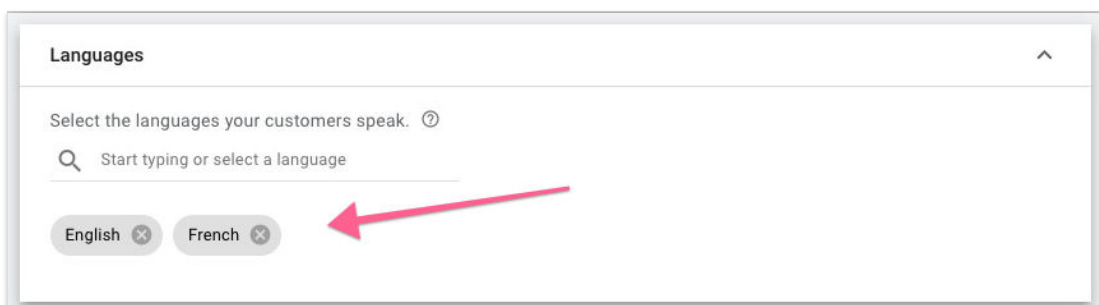 Languages
Select the languages your customers speak.
Start typing or select a language
English French